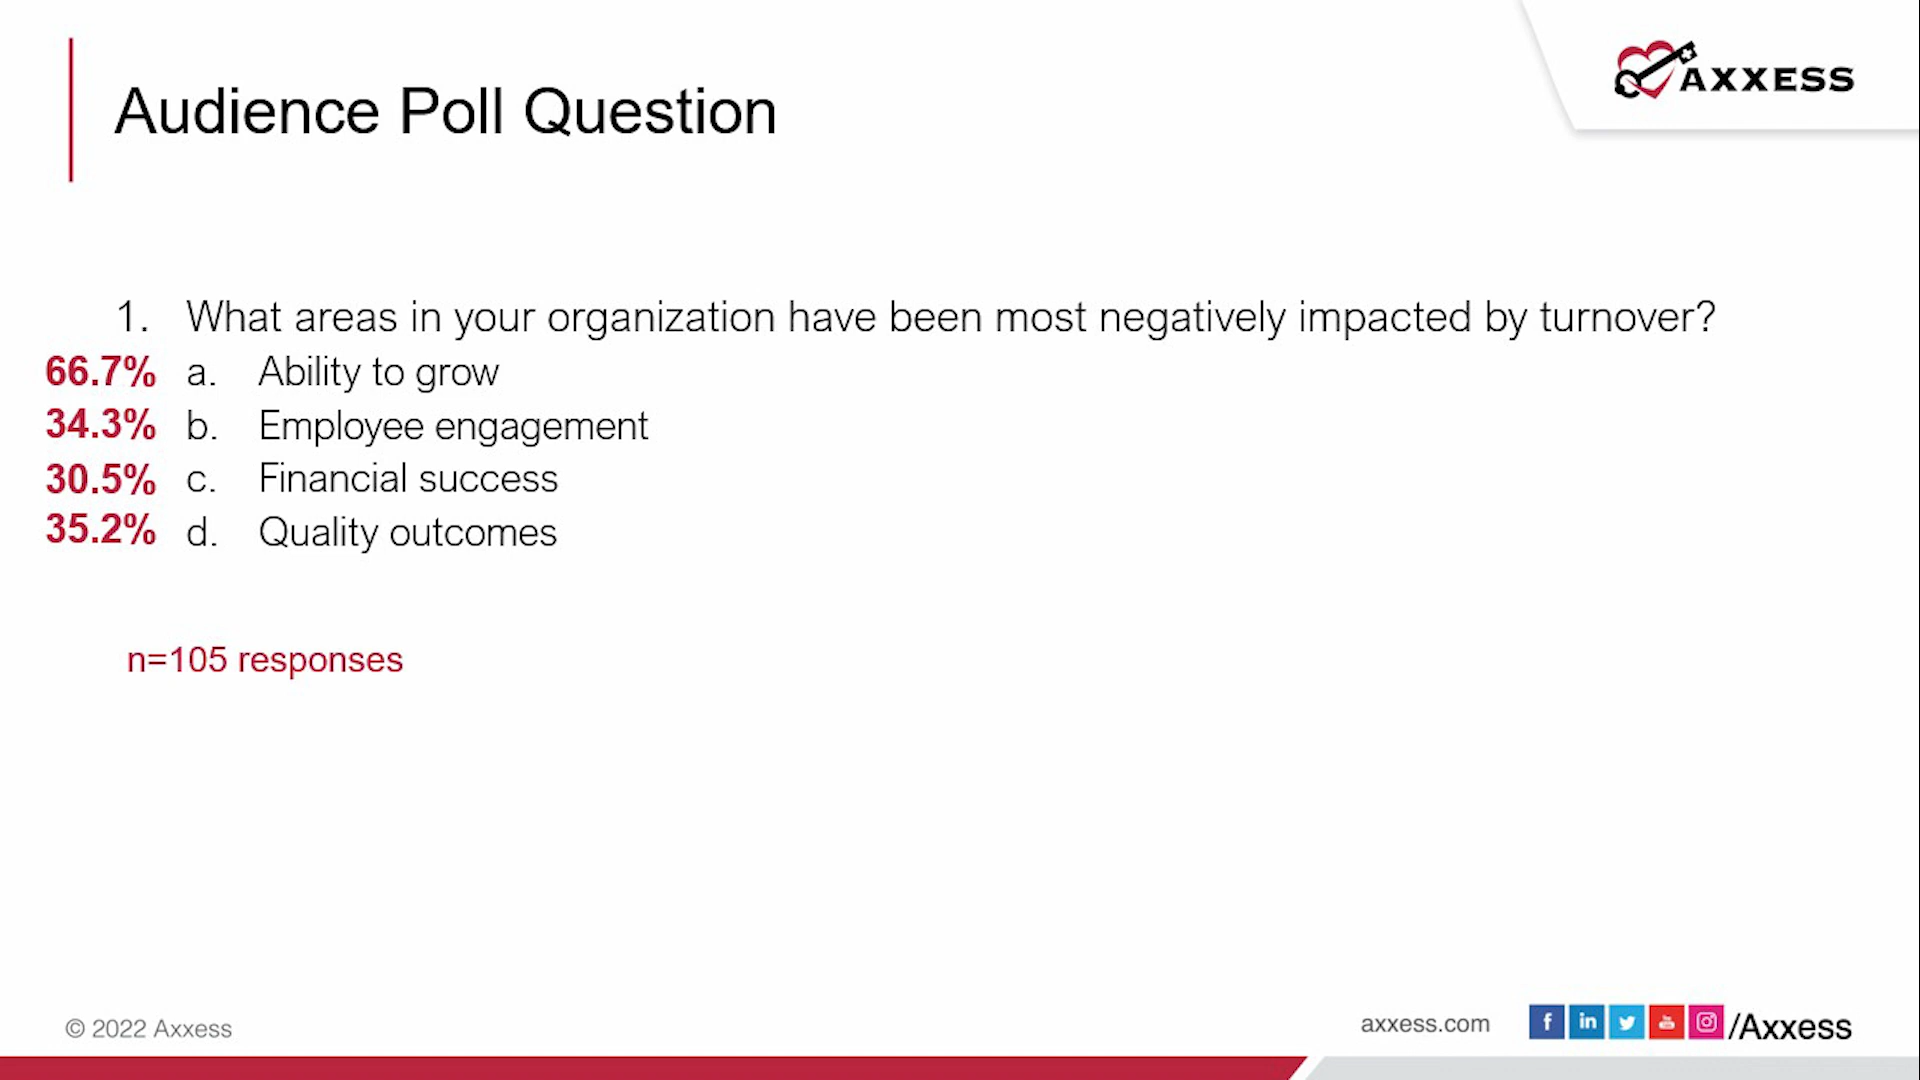 AXXESS
Audience Poll Question
1. What areas in your organization have been most negatively impacted by turnover?
66.7% a. Ability to grow
34.3% b. Employee engagement
30.5% c. Financial success
35.2% d. Quality outcomes
n=105 responses
© 2022 Axxess
axxess.com f in /Axxess